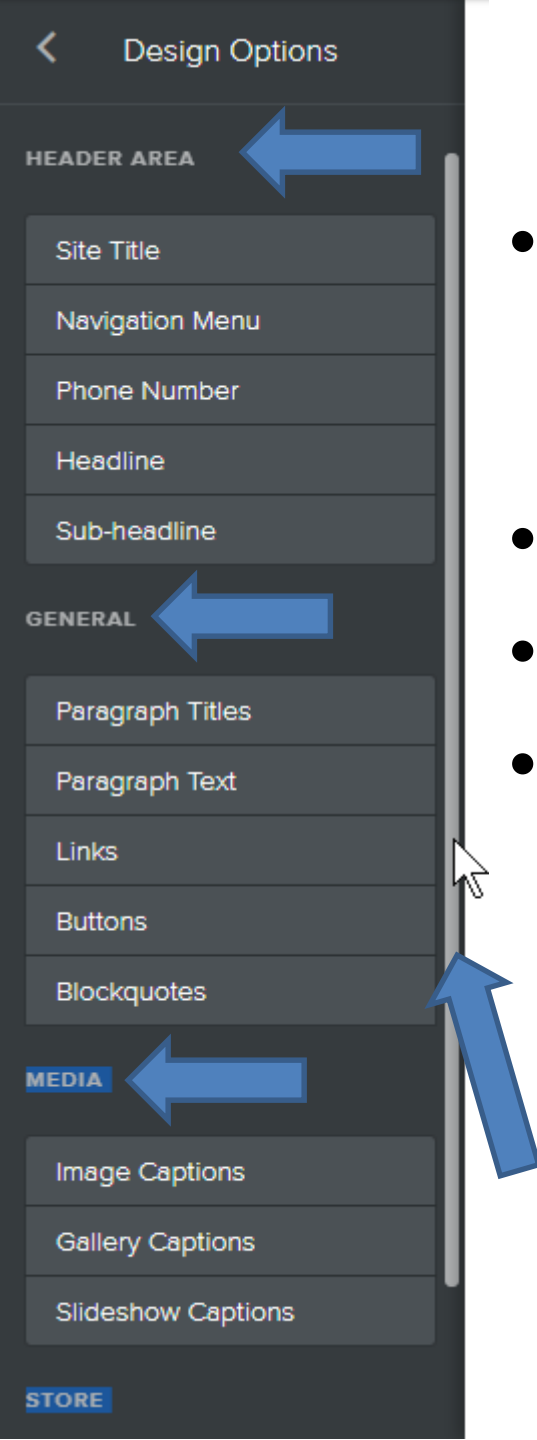 Design Options
HEADER AREA
Site Title
Navigation Menu
Phone Number
Headline
Sub-headline
GENERAL
Paragraph Titles
Paragraph Text
Links
Buttons
Blockquotes
MEDIA
Image Captions
Gallery Captions
Slideshow Captions
STORE